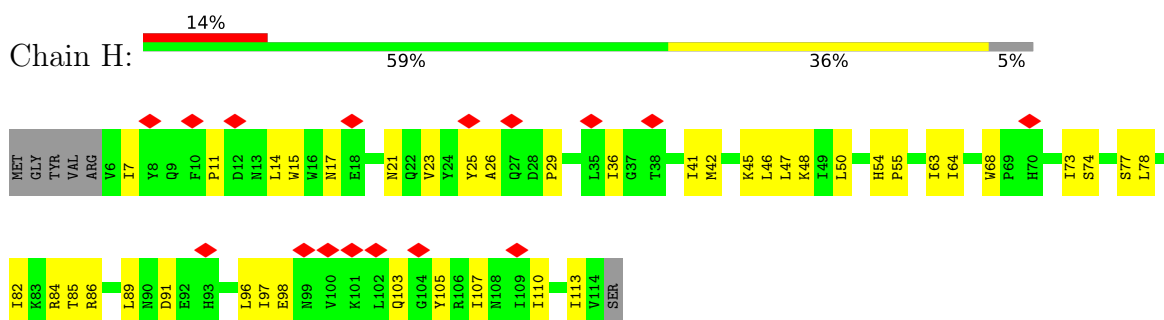 14%
Chain H:
59% 36% 5%
MET GLY TYR VAL ARG V6 I7 Y8 Q9 F10 P11 D12 N13 L14 W15 W16 N17 E18 N21 Q22 V23 Y24 Y25 A26 Q27 D28 P29 L35 I36 G37 T38 I41 M42 K45 L46 L47 K48 I49 L50 H54 P55 I63 I64 W68 P69 H70 I73 S74 S77 L78
I82 K83 R84 T85 R86 L89 N90 D91 E92 H93 L96 I97 E98 N99 V100 K101 L102 Q103 G104 Y105 R106 I107 N108 I109 I110 I113 V114 SER